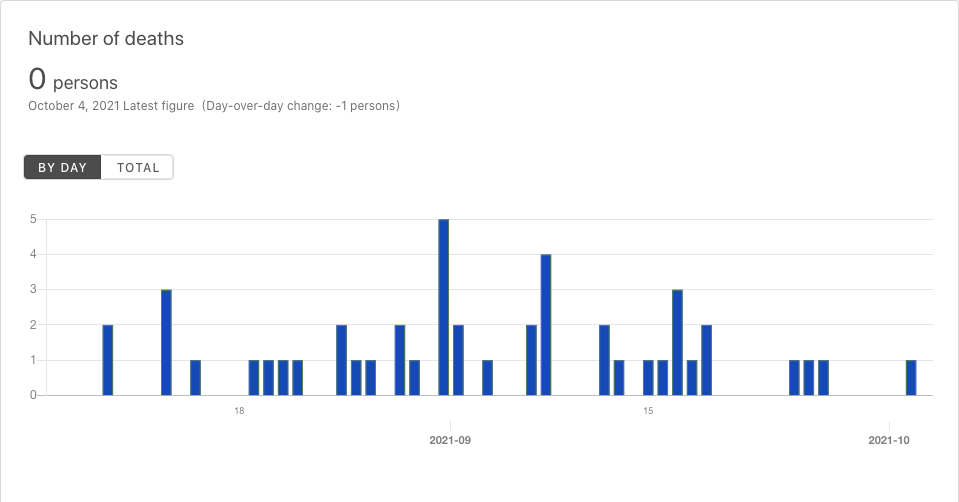 Number of deaths
0 persons
October 4, 2021 Latest figure (Day-over-day change: -1 persons)
BY DAY TOTAL
5
4
3
2
1
0
18 15
2021-09 2021-10